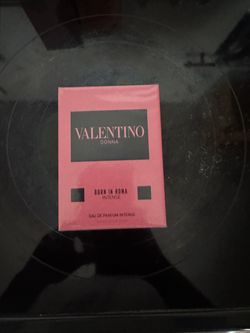 VALENTINO
DONNA
BORN IN ROMA
INTENSE
EAU DE PARFUM INTENSE